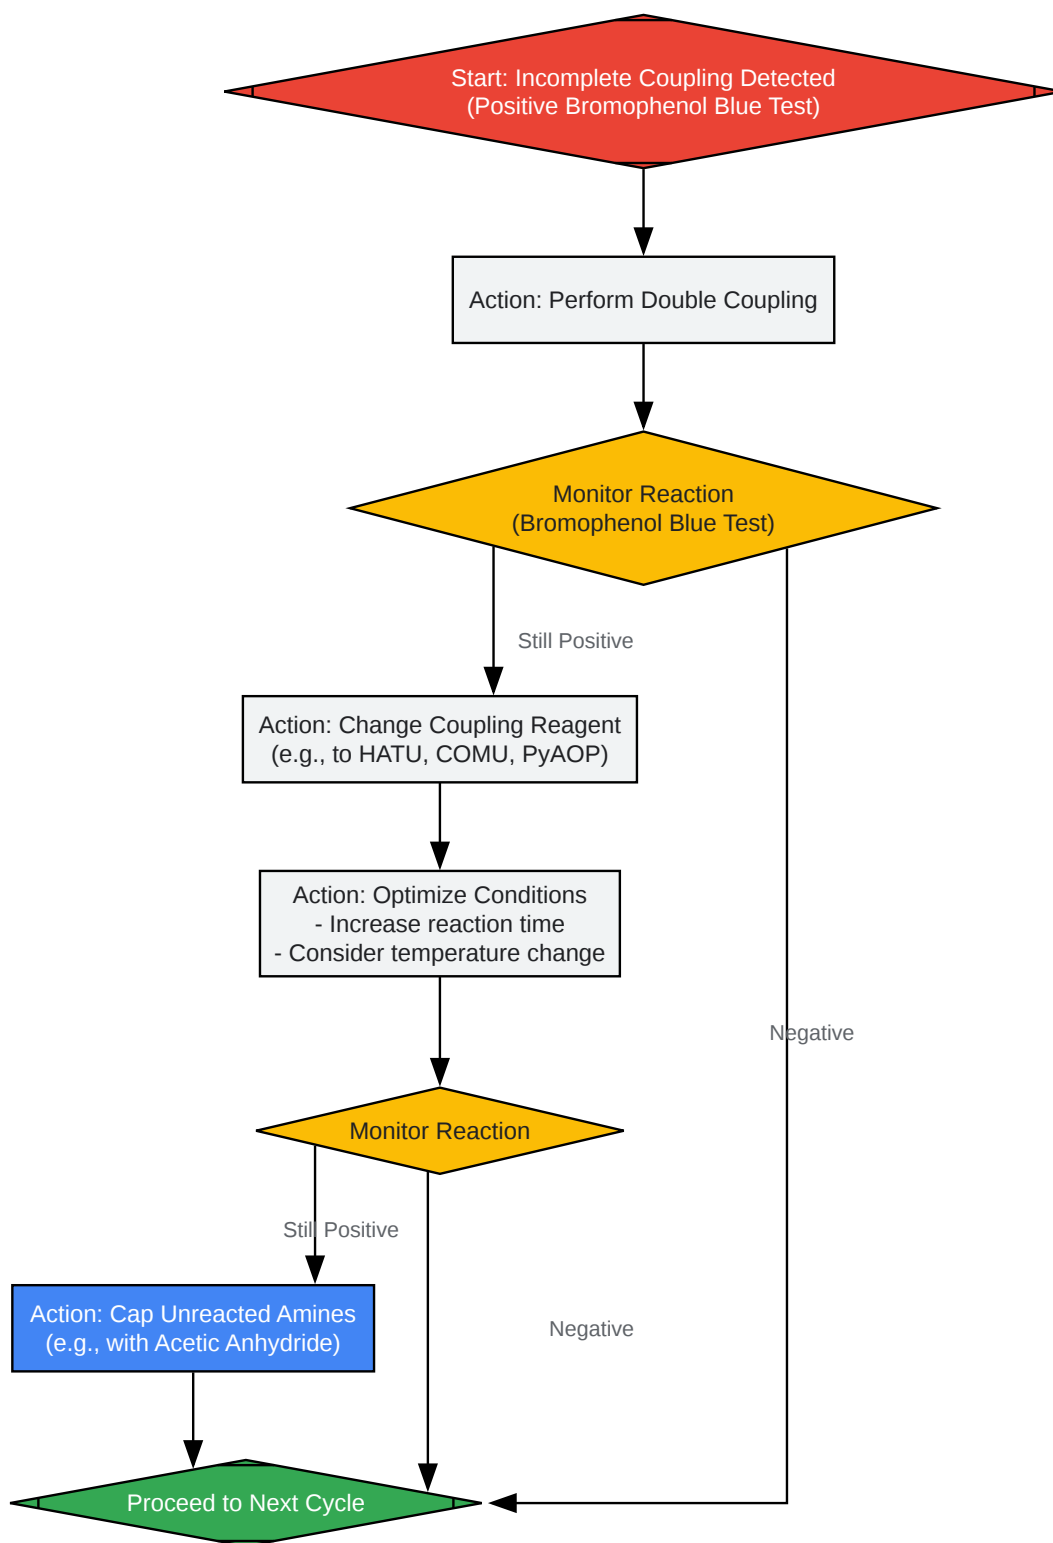 Start: Incomplete Coupling Detected
(Positive Bromophenol Blue Test)
Action: Perform Double Coupling
Monitor Reaction
(Bromophenol Blue Test)
Still Positive
Action: Change Coupling Reagent
(e.g., to HATU, COMU, PyAOP)
Action: Optimize Conditions
- Increase reaction time
- Consider temperature change
Negative
Monitor Reaction
Still Positive
Action: Cap Unreacted Amines
(e.g., with Acetic Anhydride)
Negative
Proceed to Next Cycle